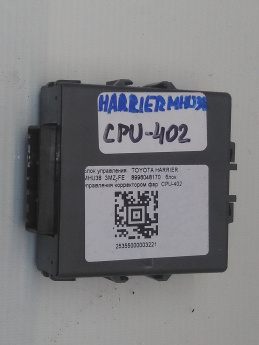 HARRIER MHU38
CPU-402
блок управления TOYOTA HARRIER
MHU38 3MZ-FE 8996048170 блок
управления корректором фар CPU-402
25355000003221